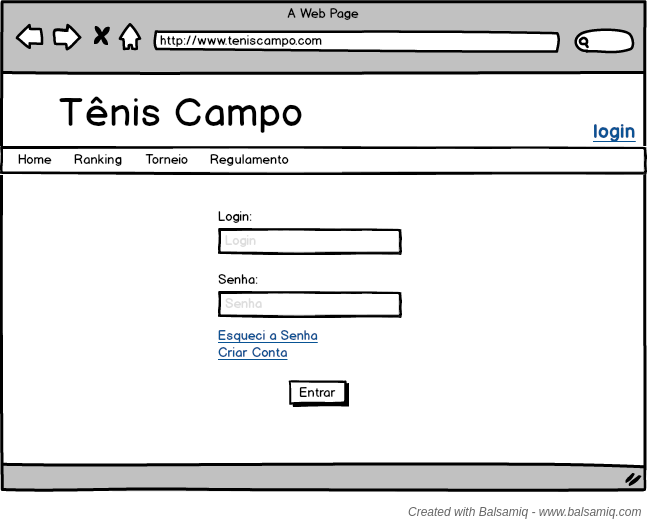 A Web Page
http://www.teniscampo.com
Tênis Campo
login
Home Ranking Torneio Regulamento
Login:
Login
Senha:
Senha
Esqueci a Senha
Criar Conta
Entrar
Created with Balsamiq - www.balsamiq.com